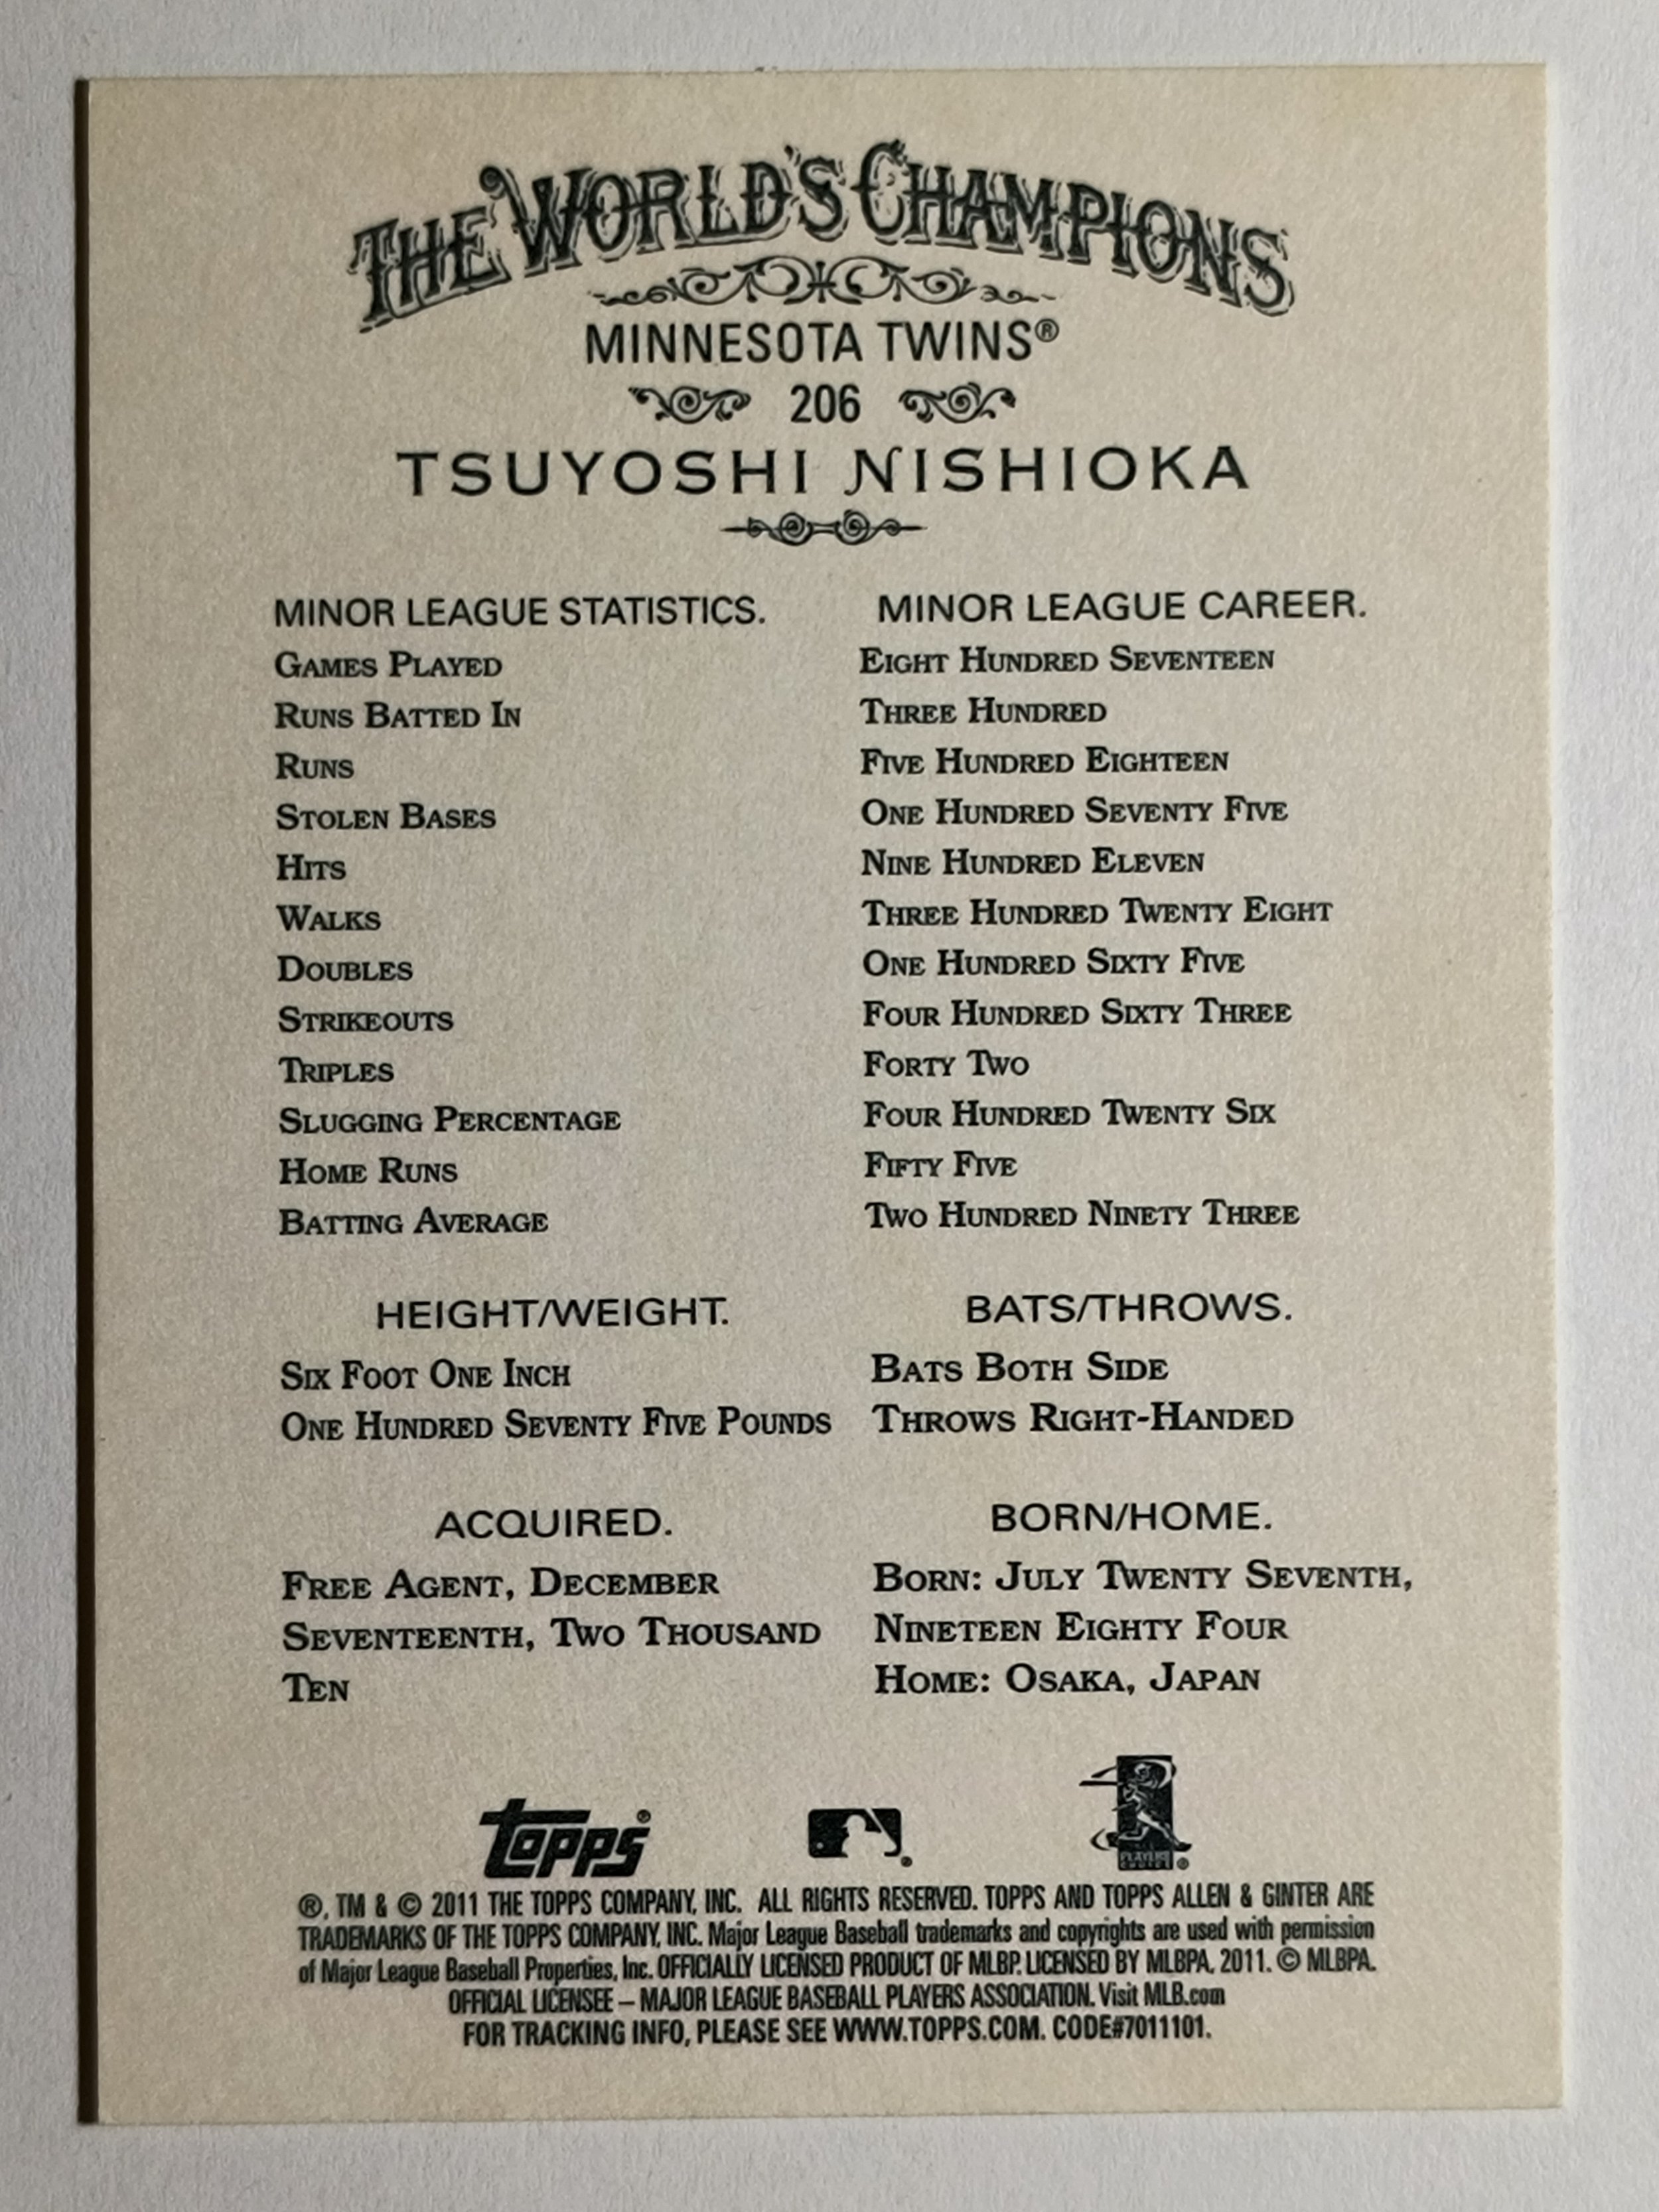 THE WORLD'S CHAMPIONS
MINNESOTA TWINS®
206
TSUYOSHI NISHIOKA
MINOR LEAGUE STATISTICS. MINOR LEAGUE CAREER.
GAMES PLAYED EIGHT HUNDRED SEVENTEEN
RUNS BATTED IN THREE HUNDRED
RUNS FIVE HUNDRED EIGHTEEN
STOLEN BASES ONE HUNDRED SEVENTY FIVE
HITS NINE HUNDRED ELEVEN
WALKS THREE HUNDRED TWENTY EIGHT
DOUBLES ONE HUNDRED SIXTY FIVE
STRIKEOUTS FOUR HUNDRED SIXTY THREE
TRIPLES FORTY TWO
SLUGGING PERCENTAGE FOUR HUNDRED TWENTY SIX
HOME RUNS FIFTY FIVE
BATTING AVERAGE TWO HUNDRED NINETY THREE
HEIGHT/WEIGHT.
SIX FOOT ONE INCH
ONE HUNDRED SEVENTY FIVE POUNDS
BATS/THROWS.
BATS BOTH SIDE
THROWS RIGHT-HANDED
ACQUIRED.
FREE AGENT, DECEMBER
SEVENTEENTH, TWO THOUSAND
TEN
BORN/HOME.
BORN: JULY TWENTY SEVENTH,
NINETEEN EIGHTY FOUR
HOME: OSAKA, JAPAN
topps®
PLAYERS
CHOICE®
®, TM & © 2011 THE TOPPS COMPANY, INC. ALL RIGHTS RESERVED. TOPPS AND TOPPS ALLEN & GINTER ARE
TRADEMARKS OF THE TOPPS COMPANY, INC. Major League Baseball trademarks and copyrights are used with permission
of Major League Baseball Properties, Inc. OFFICIALLY LICENSED PRODUCT OF MLBP. LICENSED BY MLBPA, 2011. © MLBPA.
OFFICIAL LICENSEE – MAJOR LEAGUE BASEBALL PLAYERS ASSOCIATION. Visit MLB.com
FOR TRACKING INFO, PLEASE SEE WWW.TOPPS.COM. CODE#7011101.